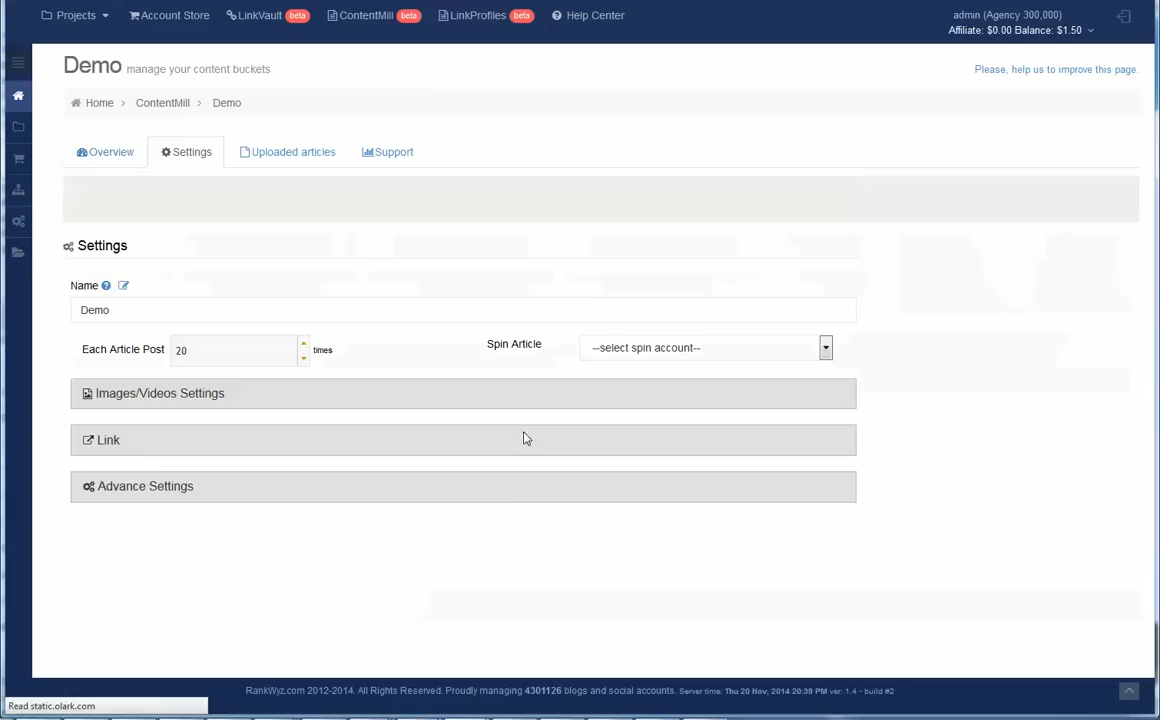 Projects Account Store LinkVault beta ContentMill beta LinkProfiles beta Help Center admin (Agency 300,000)
Affiliate: $0.00 Balance: $1.50
Demo manage your content buckets Please, help us to improve this page.
Home > ContentMill > Demo
Overview Settings Uploaded articles Support
Settings
Name
Demo
Each Article Post 20 times Spin Article --select spin account--
Images/Videos Settings
Link
Advance Settings
RankWyz.com 2012-2014. All Rights Reserved. Proudly managing 4301126 blogs and social accounts. Server time: Thu 20 Nov, 2014 20:39 PM ver: 1.4 - build #2
Read static.olark.com